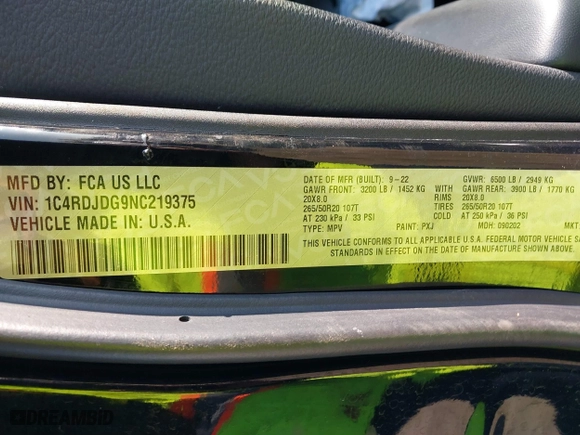 MFD BY: FCA US LLC
VIN: 1C4RDJDG9NC219375
VEHICLE MADE IN: U.S.A.
DATE OF MFR (BUILT): 9-22 GVWR: 6500 LB / 2949 KG
GAWR FRONT: 3200 LB / 1452 KG GAWR REAR: 3900 LB / 1770 KG
20X8.0 RIMS: 20X8.0
265/50R20 107T TIRES: 265/50R20 107T
AT 230 kPa / 33 PSI COLD: AT 250 kPa / 36 PSI
TYPE: MPV PAINT: PXJ MDH: 090202 MKT
THIS VEHICLE CONFORMS TO ALL APPLICABLE U.S.A. FEDERAL MOTOR VEHICLE SA
STANDARDS IN EFFECT ON THE DATE OF MANUFACTURE SHOWN ABOVE.
DREAMBID